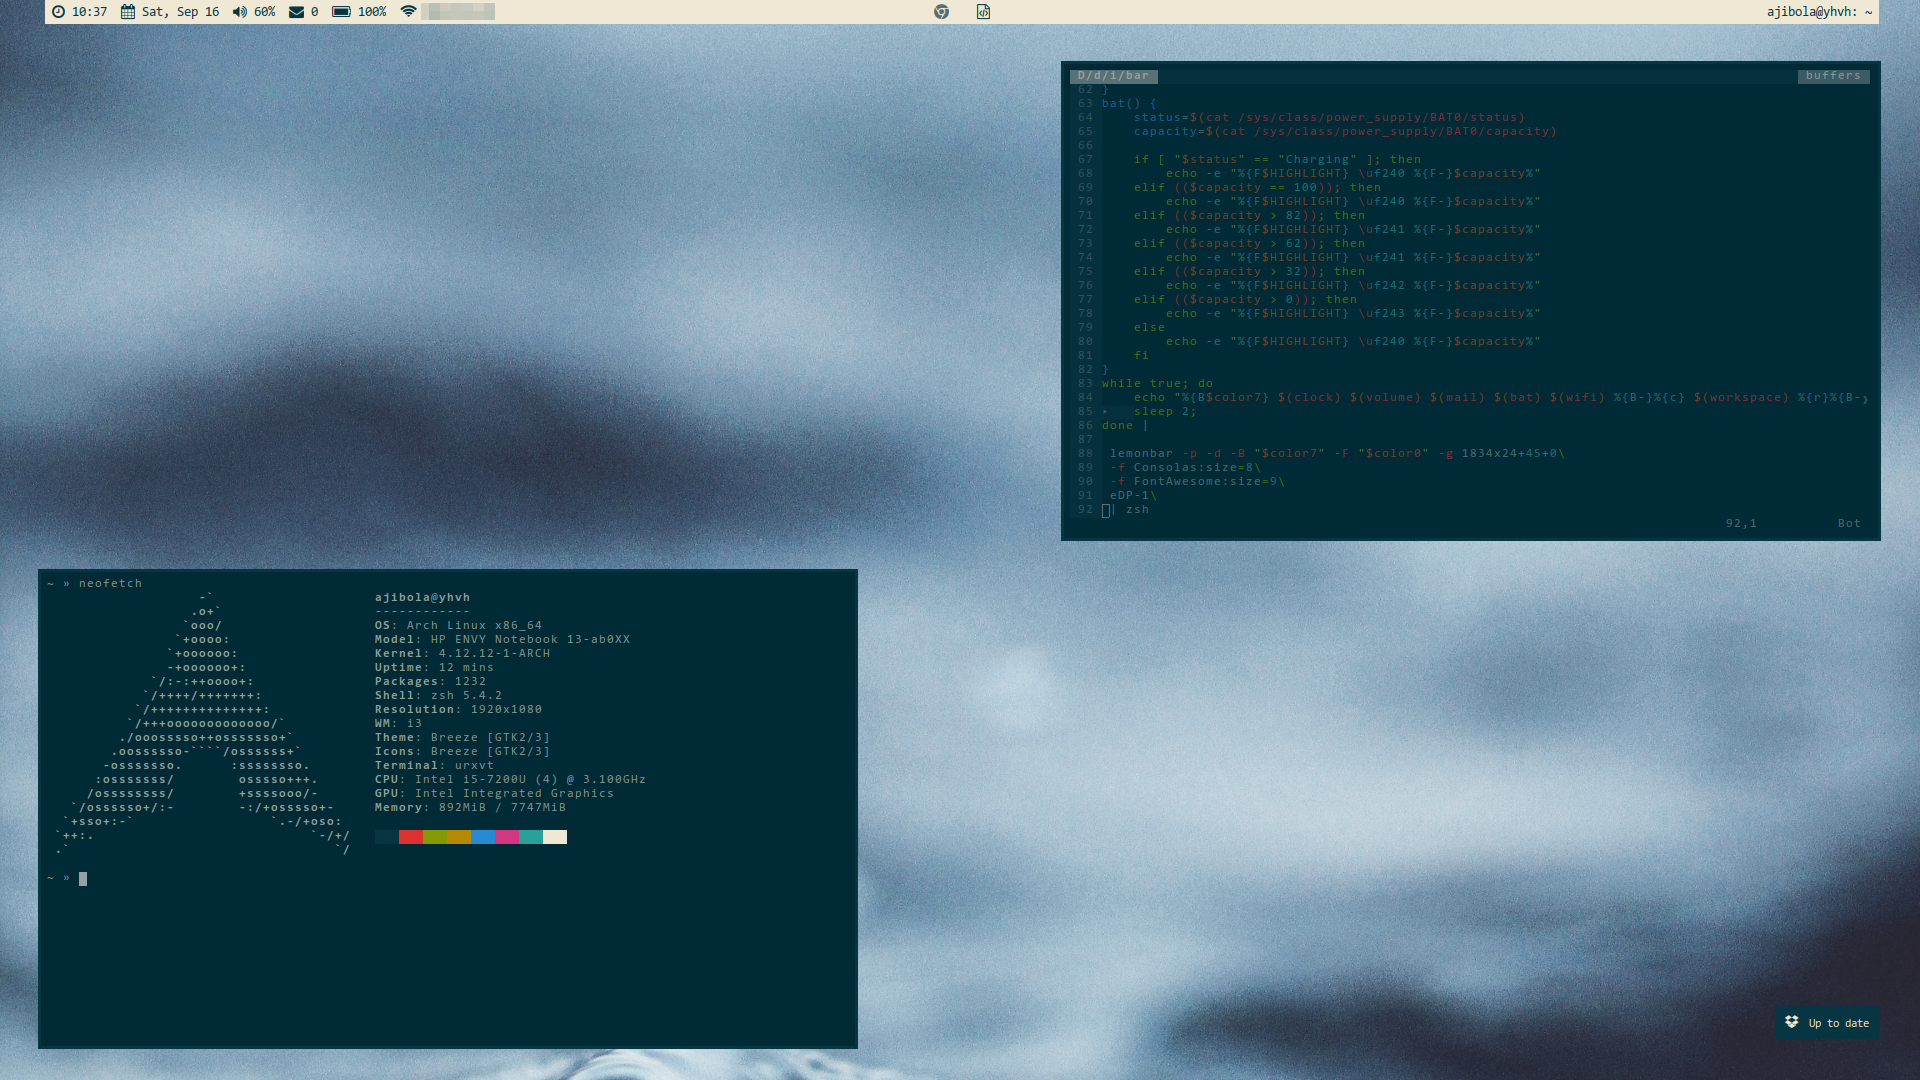 10:37 Sat, Sep 16 60% 0 100%
ajibola@yhvh: ~
D/d/i/bar buffers
62 }
63 bat() {
64     status=$(cat /sys/class/power_supply/BAT0/status)
65     capacity=$(cat /sys/class/power_supply/BAT0/capacity)
66
67     if [ "$status" == "Charging" ]; then
68         echo -e "%{F$HIGHLIGHT} \uf240 %{F-}$capacity%"
69     elif (($capacity == 100)); then
70         echo -e "%{F$HIGHLIGHT} \uf240 %{F-}$capacity%"
71     elif (($capacity > 82)); then
72         echo -e "%{F$HIGHLIGHT} \uf241 %{F-}$capacity%"
73     elif (($capacity > 62)); then
74         echo -e "%{F$HIGHLIGHT} \uf241 %{F-}$capacity%"
75     elif (($capacity > 32)); then
76         echo -e "%{F$HIGHLIGHT} \uf242 %{F-}$capacity%"
77     elif (($capacity > 0)); then
78         echo -e "%{F$HIGHLIGHT} \uf243 %{F-}$capacity%"
79     else
80         echo -e "%{F$HIGHLIGHT} \uf240 %{F-}$capacity%"
81     fi
82 }
83 while true; do
84     echo "%{B$color7} $(clock) $(volume) $(mail) $(bat) $(wifi) %{B-}%{c} $(workspace) %{r}%{B-›
85 ▸   sleep 2;
86 done |
87
88  lemonbar -p -d -B "$color7" -F "$color0" -g 1834x24+45+0\
89  -f Consolas:size=8\
90  -f FontAwesome:size=9\
91  eDP-1\
92 | zsh
92,1 Bot
~ » neofetch
-`
.o+` ajibola@yhvh
`ooo/ ------------
`+oooo: OS: Arch Linux x86_64
`+oooooo: Model: HP ENVY Notebook 13-ab0XX
-+oooooo+: Kernel: 4.12.12-1-ARCH
`/:-:++oooo+: Uptime: 12 mins
`/++++/+++++++: Packages: 1232
`/++++++++++++++: Shell: zsh 5.4.2
`/+++ooooooooooooo/` Resolution: 1920x1080
./ooosssso++osssssso+` WM: i3
.oossssso-````/ossssss+` Theme: Breeze [GTK2/3]
-osssssso. :ssssssso. Icons: Breeze [GTK2/3]
:osssssss/ osssso+++. Terminal: urxvt
/ossssssss/ +ssssooo/- CPU: Intel i5-7200U (4) @ 3.100GHz
`/ossssso+/:- -:/+osssso+- GPU: Intel Integrated Graphics
`+sso+:-` `.-/+oso: Memory: 892MiB / 7747MiB
`++:. `-/+/
.` `/
~ »
Up to date